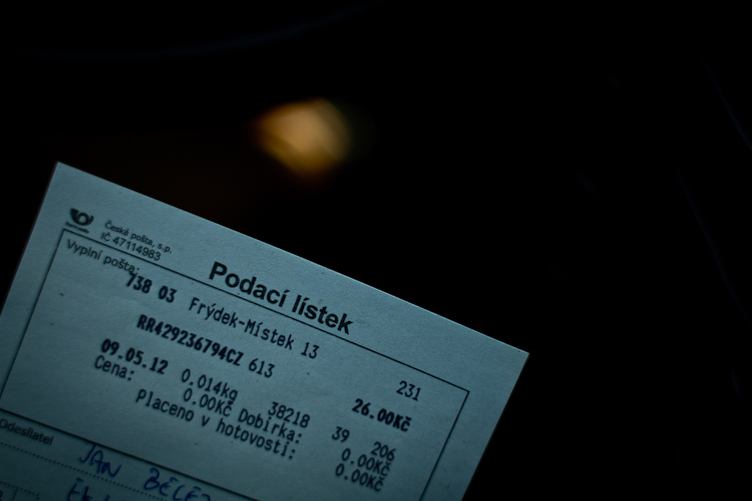 Česká pošta, s.p.
IČ 47114983
Podací lístek
Vyplní pošta:
738 03 Frýdek-Místek 13
RR429236794CZ 613 231
09.05.12 0.014kg 38218 26.00Kč
Cena: 0.00Kč Dobírka: 39 206
Placeno v hotovosti: 0.00Kč
0.00Kč
Odesílatel
JAN